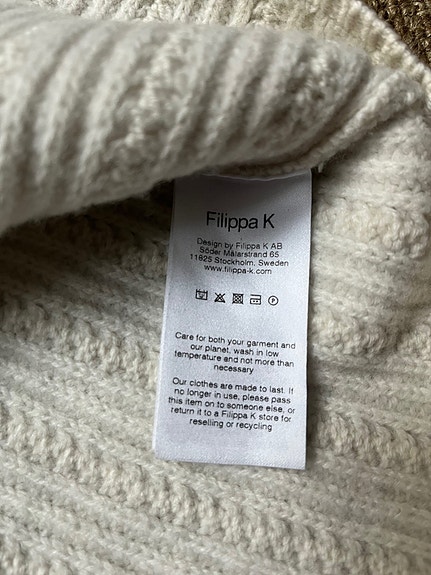 Filippa K
Design by Filippa K AB
Söder Mälarstrand 65
11825 Stockholm, Sweden
www.filippa-k.com
Care for both your garment and
our planet, wash in low
temperature and not more than
necessary
Our clothes are made to last. If
no longer in use, please pass
this item on to someone else, or
return it to a Filippa K store for
reselling or recycling